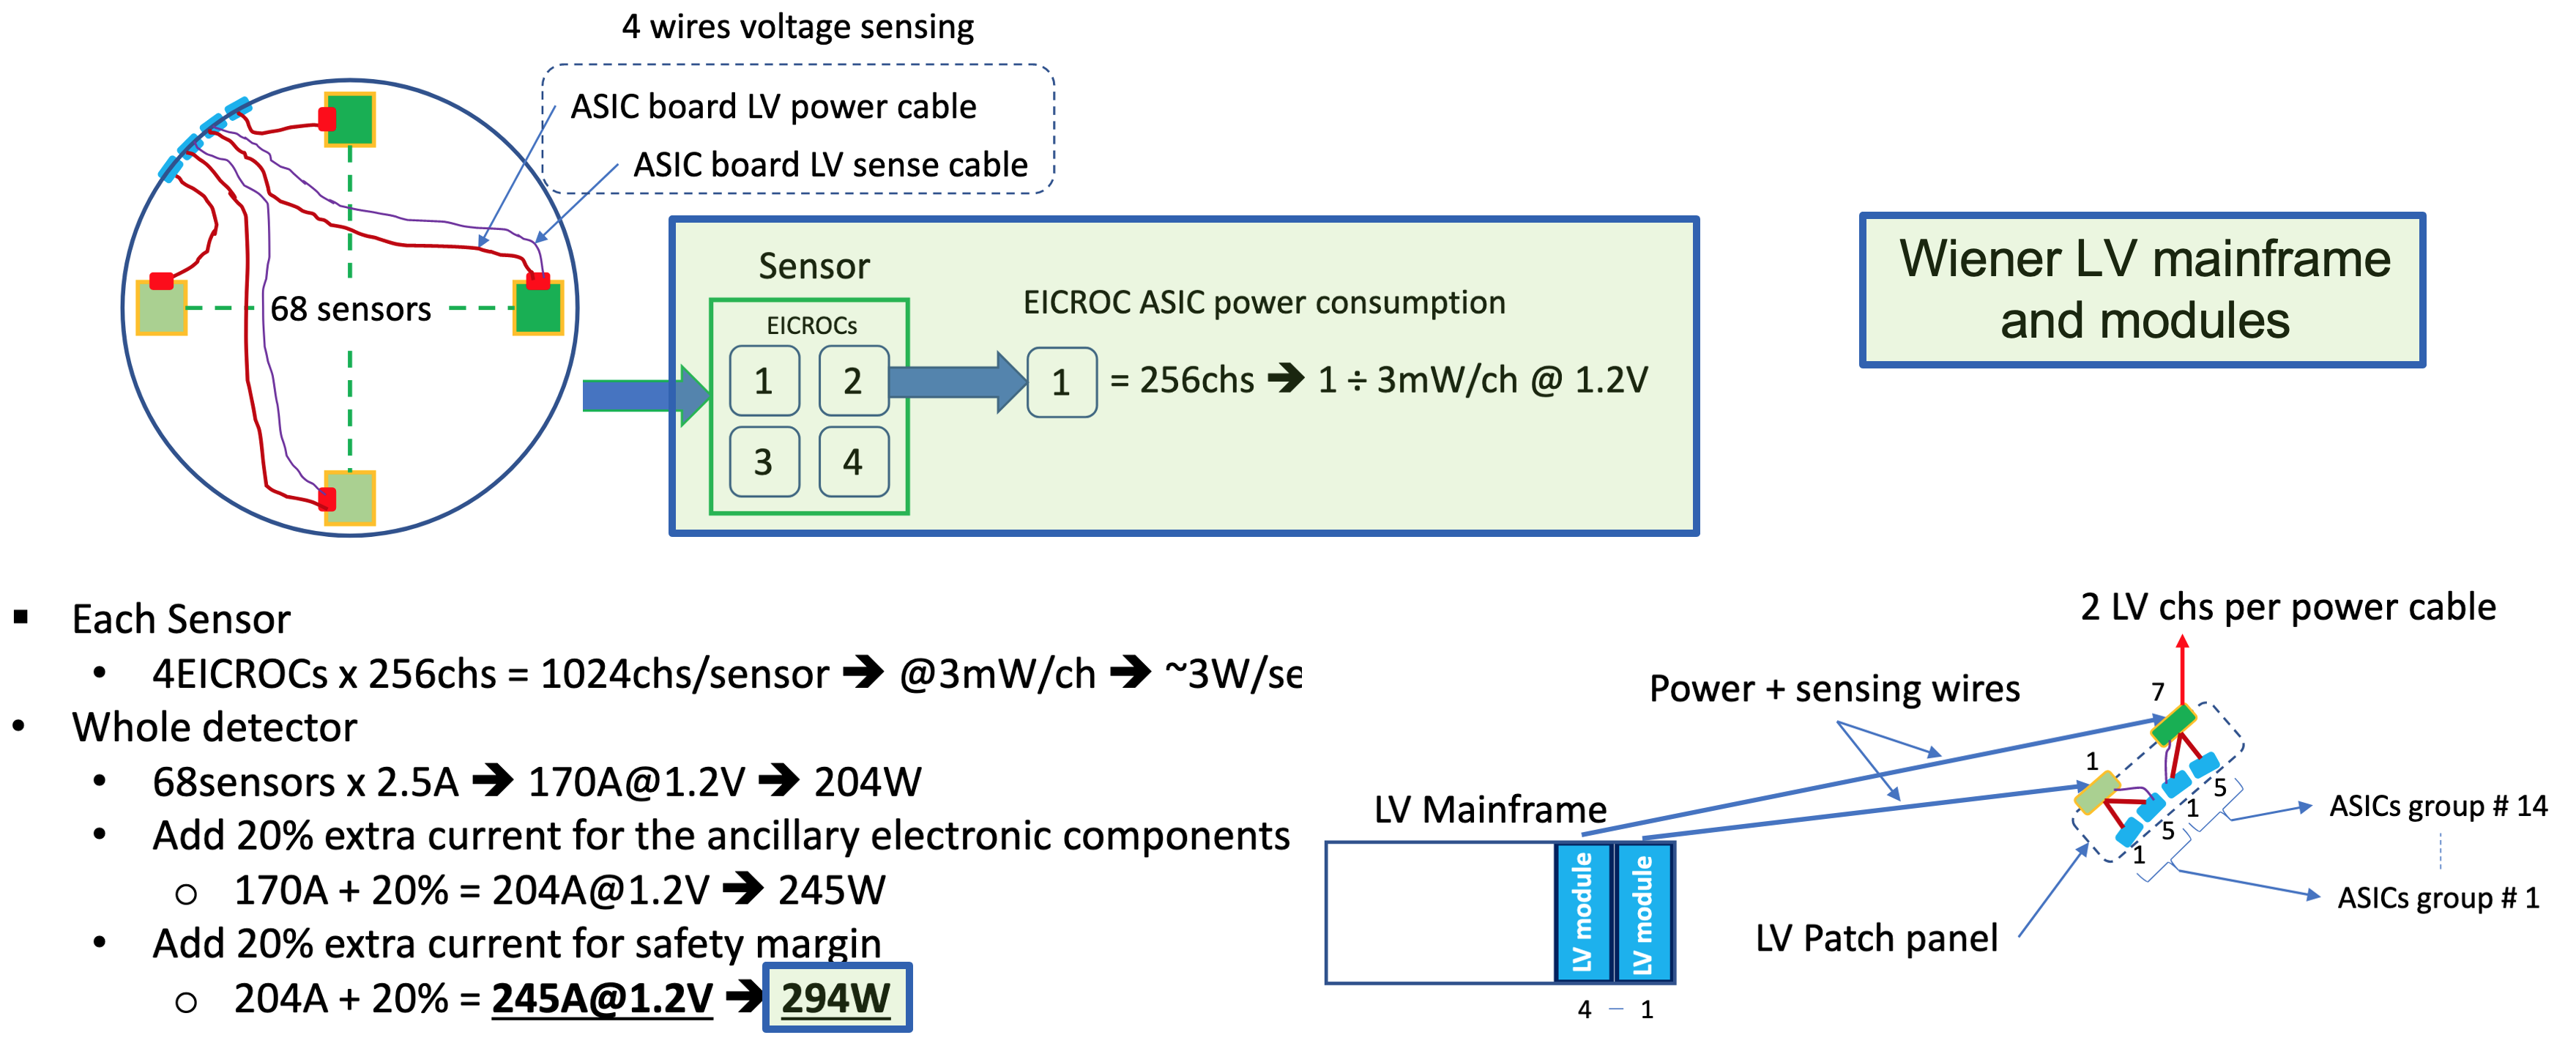 4 wires voltage sensing
ASIC board LV power cable
ASIC board LV sense cable
68 sensors
Sensor
EICROCs
1 2
3 4
EICROC ASIC power consumption
1 = 256chs ➔ 1 ÷ 3mW/ch @ 1.2V
Wiener LV mainframe
and modules
▪ Each Sensor
• 4EICROCs x 256chs = 1024chs/sensor ➔ @3mW/ch ➔ ~3W/se
• Whole detector
• 68sensors x 2.5A ➔ 170A@1.2V ➔ 204W
• Add 20% extra current for the ancillary electronic components
o 170A + 20% = 204A@1.2V ➔ 245W
• Add 20% extra current for safety margin
o 204A + 20% = 245A@1.2V ➔ 294W
2 LV chs per power cable
Power + sensing wires
7
1
5
1
5
1
ASICs group # 14
ASICs group # 1
LV Mainframe
LV module
LV module
4 – 1
LV Patch panel